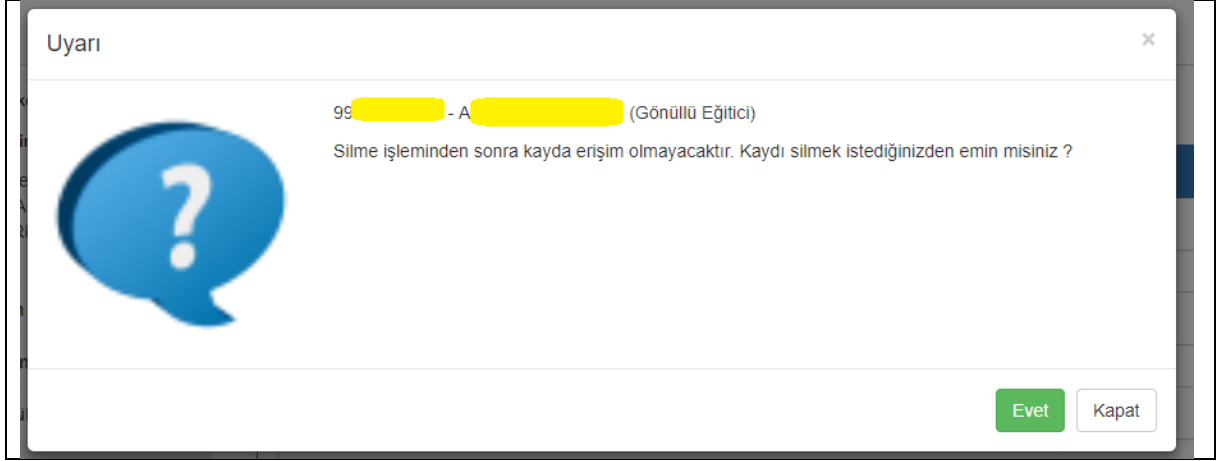 Uyarı
×
99 - A (Gönüllü Eğitici)
Silme işleminden sonra kayda erişim olmayacaktır. Kaydı silmek istediğinizden emin misiniz ?
?
Evet
Kapat